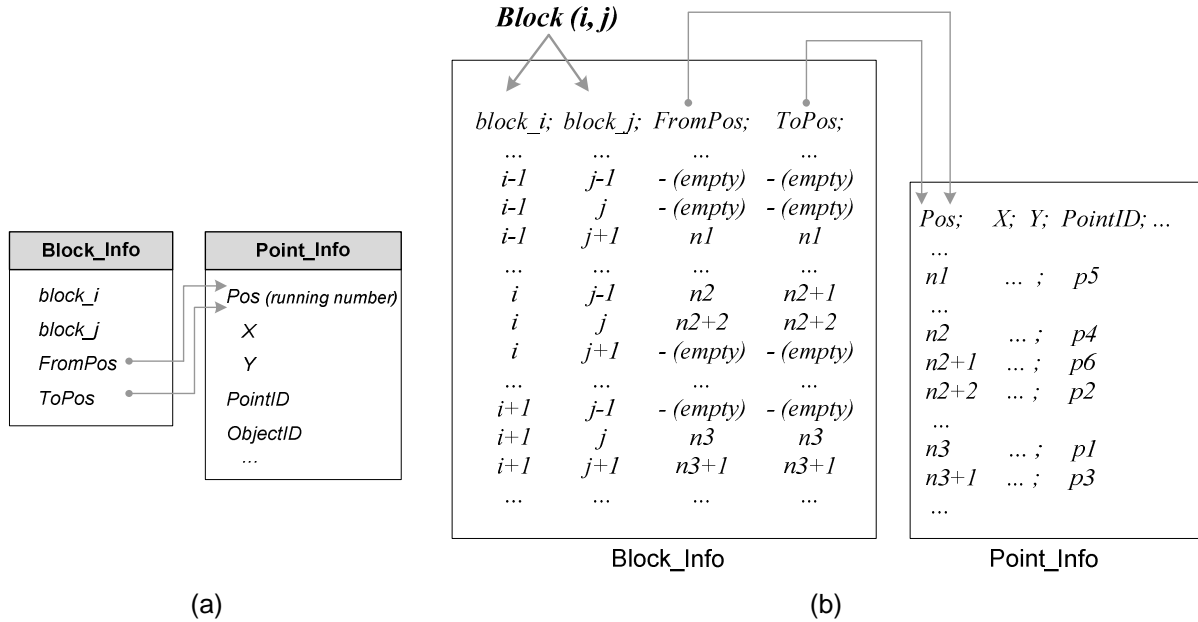 Block_Info
block_i
block_j
FromPos
ToPos
Point_Info
Pos (running number)
X
Y
PointID
ObjectID
...
(a)
Block (i, j)
block_i; block_j; FromPos; ToPos;
... ... ... ...
i-1 j-1 - (empty) - (empty)
i-1 j - (empty) - (empty)
i-1 j+1 n1 n1
... ... ... ...
i j-1 n2 n2+1
i j n2+2 n2+2
i j+1 - (empty) - (empty)
... ... ... ...
i+1 j-1 - (empty) - (empty)
i+1 j n3 n3
i+1 j+1 n3+1 n3+1
... ... ... ...
Block_Info
Pos; X; Y; PointID; ...
...
n1 ... ; p5
...
n2 ... ; p4
n2+1 ... ; p6
n2+2 ... ; p2
...
n3 ... ; p1
n3+1 ... ; p3
...
Point_Info
(b)